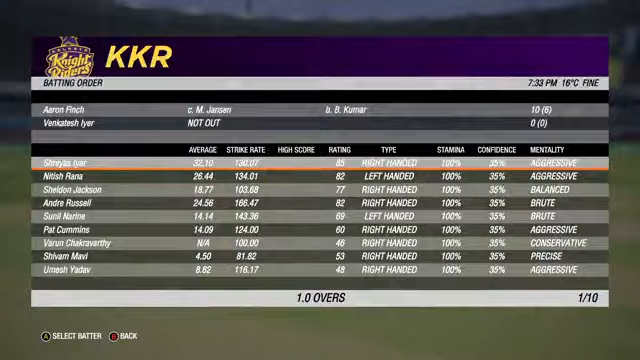 KOLKATA
Knight
Riders
KKR
BATTING ORDER 7:33 PM 16°C FINE
Aaron Finch c. M. Jansen b. B. Kumar 10 (6)
Venkatesh Iyer NOT OUT 0 (0)
AVERAGE STRIKE RATE HIGH SCORE RATING TYPE STAMINA CONFIDENCE MENTALITY
Shreyas Iyar 32.10 130.07 85 RIGHT HANDED 100% 35% AGGRESSIVE
Nitish Rana 26.44 134.01 82 LEFT HANDED 100% 35% AGGRESSIVE
Sheldon Jackson 18.77 103.68 77 RIGHT HANDED 100% 35% BALANCED
Andre Russell 24.56 166.47 82 RIGHT HANDED 100% 35% BRUTE
Sunil Narine 14.14 143.36 69 LEFT HANDED 100% 35% BRUTE
Pat Cummins 14.09 124.00 60 RIGHT HANDED 100% 35% AGGRESSIVE
Varun Chakravarthy N/A 100.00 46 RIGHT HANDED 100% 35% CONSERVATIVE
Shivam Mavi 4.50 81.82 53 RIGHT HANDED 100% 35% PRECISE
Umesh Yadav 8.82 116.17 48 RIGHT HANDED 100% 35% AGGRESSIVE
1.0 OVERS 1/10
A SELECT BATTER B BACK